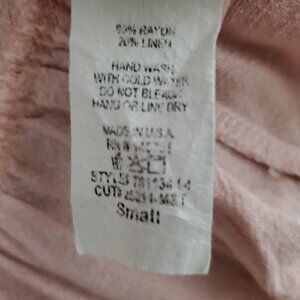 80% RAYON
20% LINEN
HAND WASH
WITH COLD WATER
DO NOT BLEACH
HANG OR LINE DRY
MADE IN U.S.A.
RN#
STYLE#
CUT#
Small